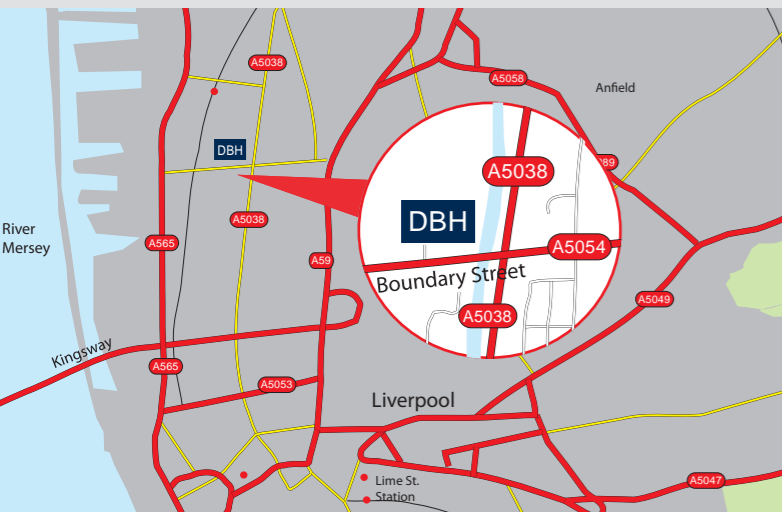 A5038
A5058
Anfield
DBH
A5038
River
Mersey
A565
A59
Kingsway
A565
A5053
Liverpool
Lime St.
Station
A5047
A5049
89
A5038
DBH
A5054
Boundary Street
A5038